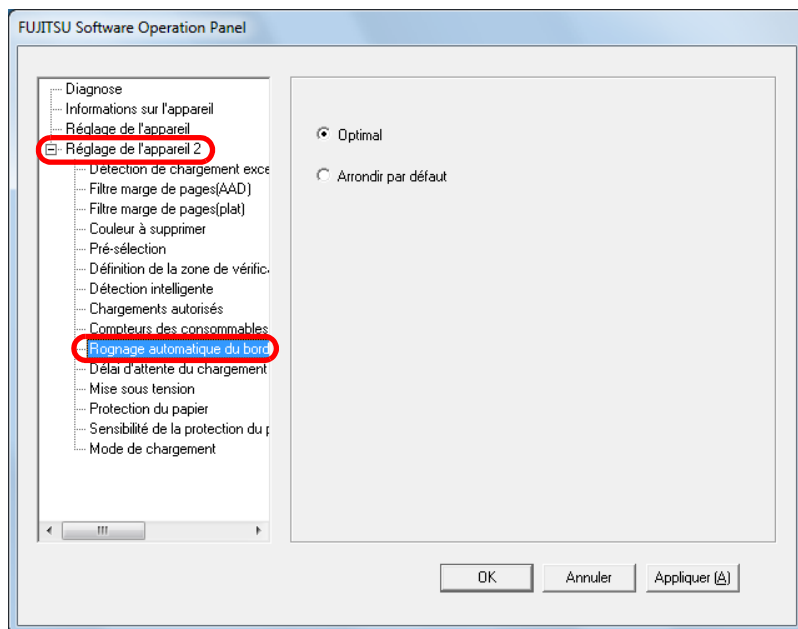 FUJITSU Software Operation Panel
Diagnose
Informations sur l'appareil
Réglage de l'appareil
Réglage de l'appareil 2
Détection de chargement exce
Filtre marge de pages(AAD)
Filtre marge de pages(plat)
Couleur à supprimer
Pré-sélection
Définition de la zone de vérific
Détection intelligente
Chargements autorisés
Compteurs des consommables
Rognage automatique du bord
Délai d'attente du chargement
Mise sous tension
Protection du papier
Sensibilité de la protection du p
Mode de chargement
Optimal
Arrondir par défaut
OK
Annuler
Appliquer (A)